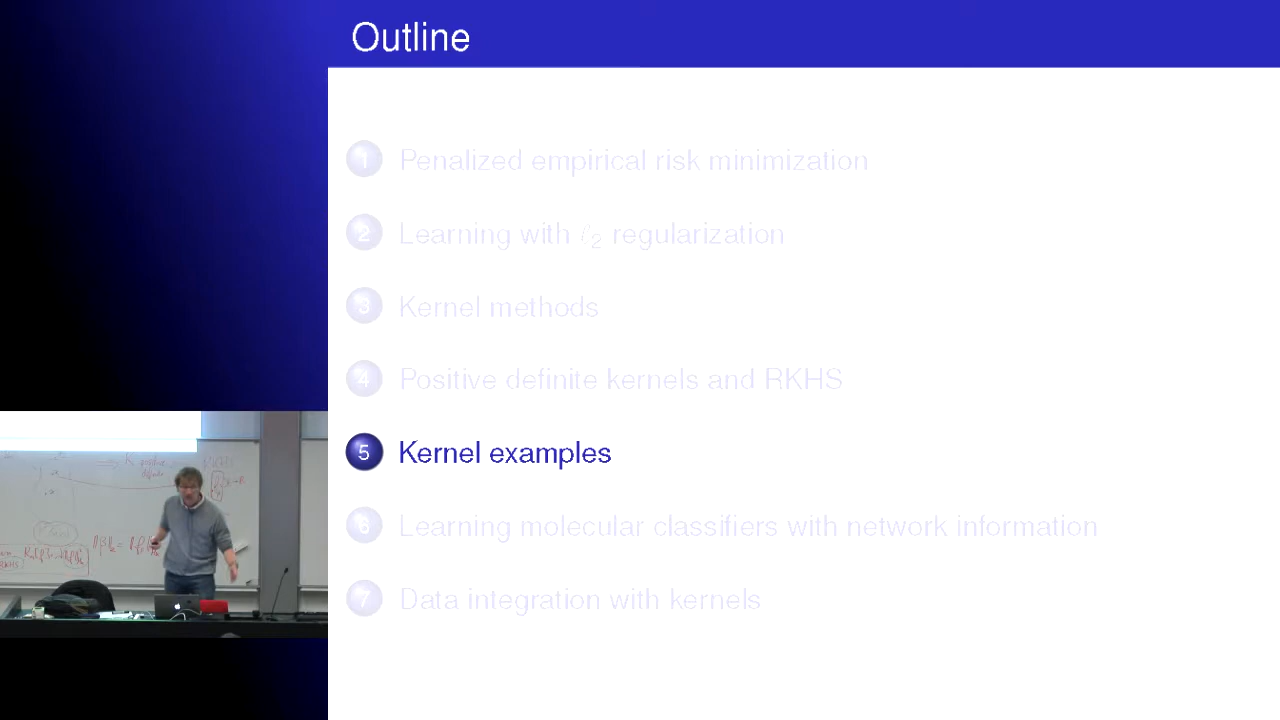 Outline
1 Penalized empirical risk minimization
2 Learning with ℓ2 regularization
3 Kernel methods
4 Positive definite kernels and RKHS
5 Kernel examples
6 Learning molecular classifiers with network information
7 Data integration with kernels
RKHS